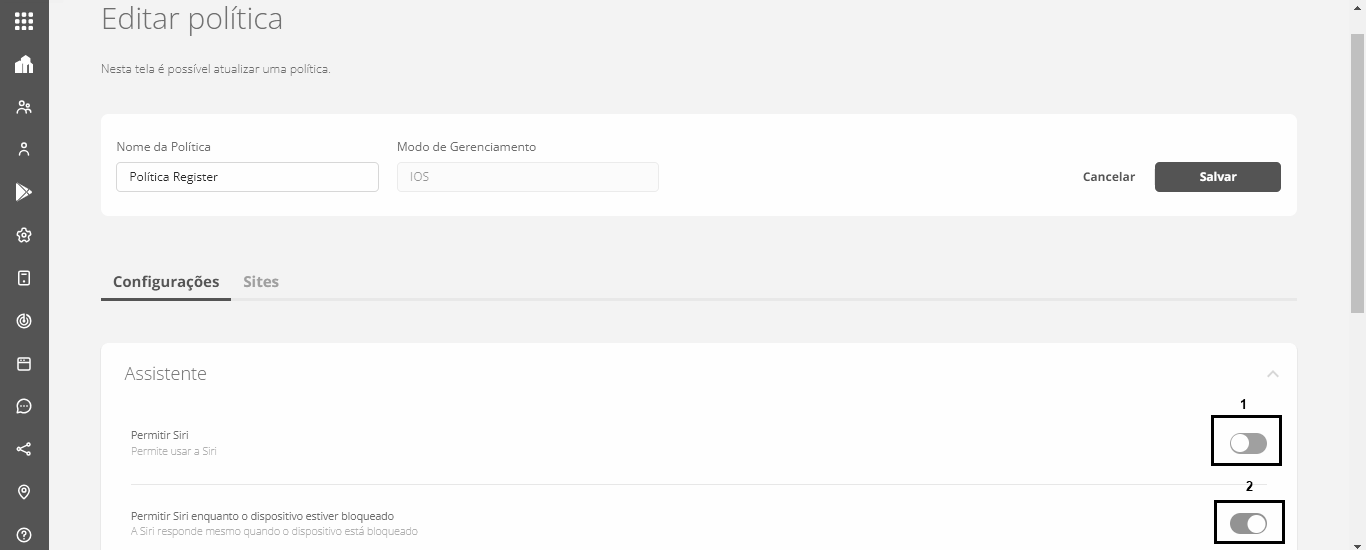 Editar política
Nesta tela é possível atualizar uma política.
Nome da Política
Modo de Gerenciamento
Política Register
IOS
Cancelar
Salvar
Configurações
Sites
Assistente
1
Permitir Siri
Permite usar a Siri
2
Permitir Siri enquanto o dispositivo estiver bloqueado
A Siri responde mesmo quando o dispositivo está bloqueado